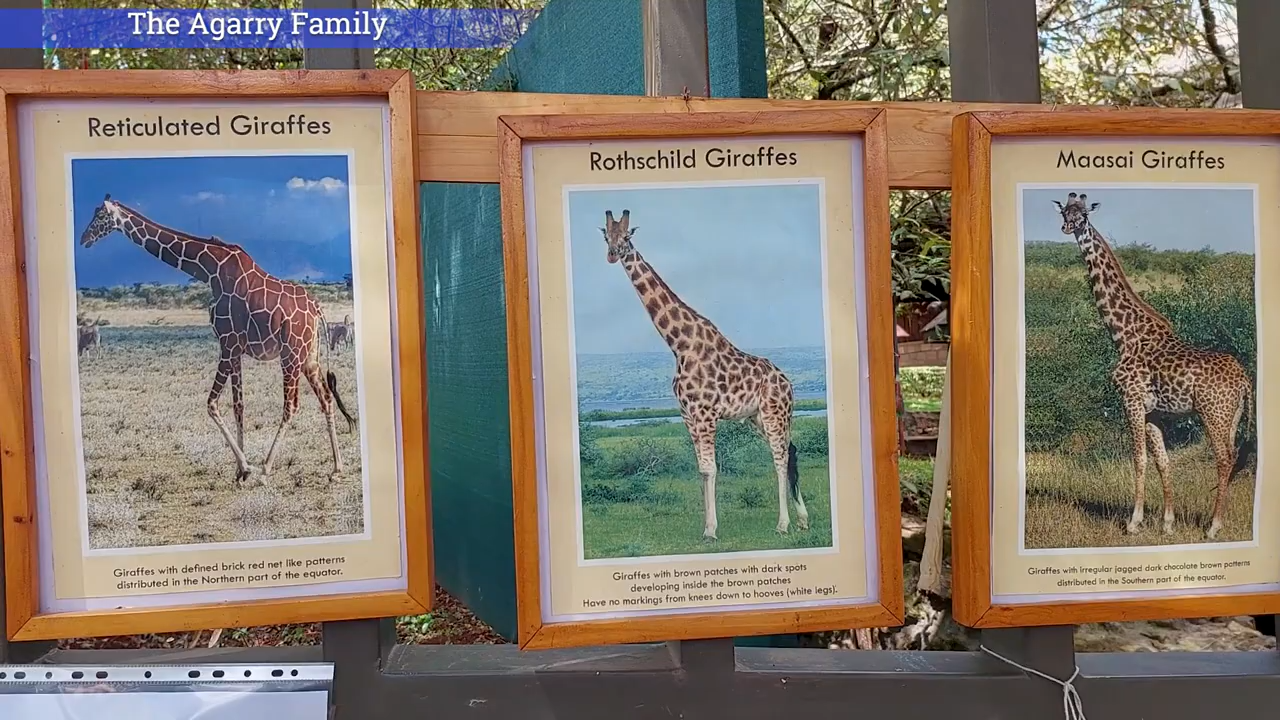 The Agarry Family
Reticulated Giraffes
Giraffes with defined brick red net like patterns
distributed in the Northern part of the equator.
Rothschild Giraffes
Giraffes with brown patches with dark spots
developing inside the brown patches
Have no markings from knees down to hooves (white legs).
Maasai Giraffes
Giraffes with irregular jagged dark chocolate brown patterns
distributed in the Southern part of the equator.